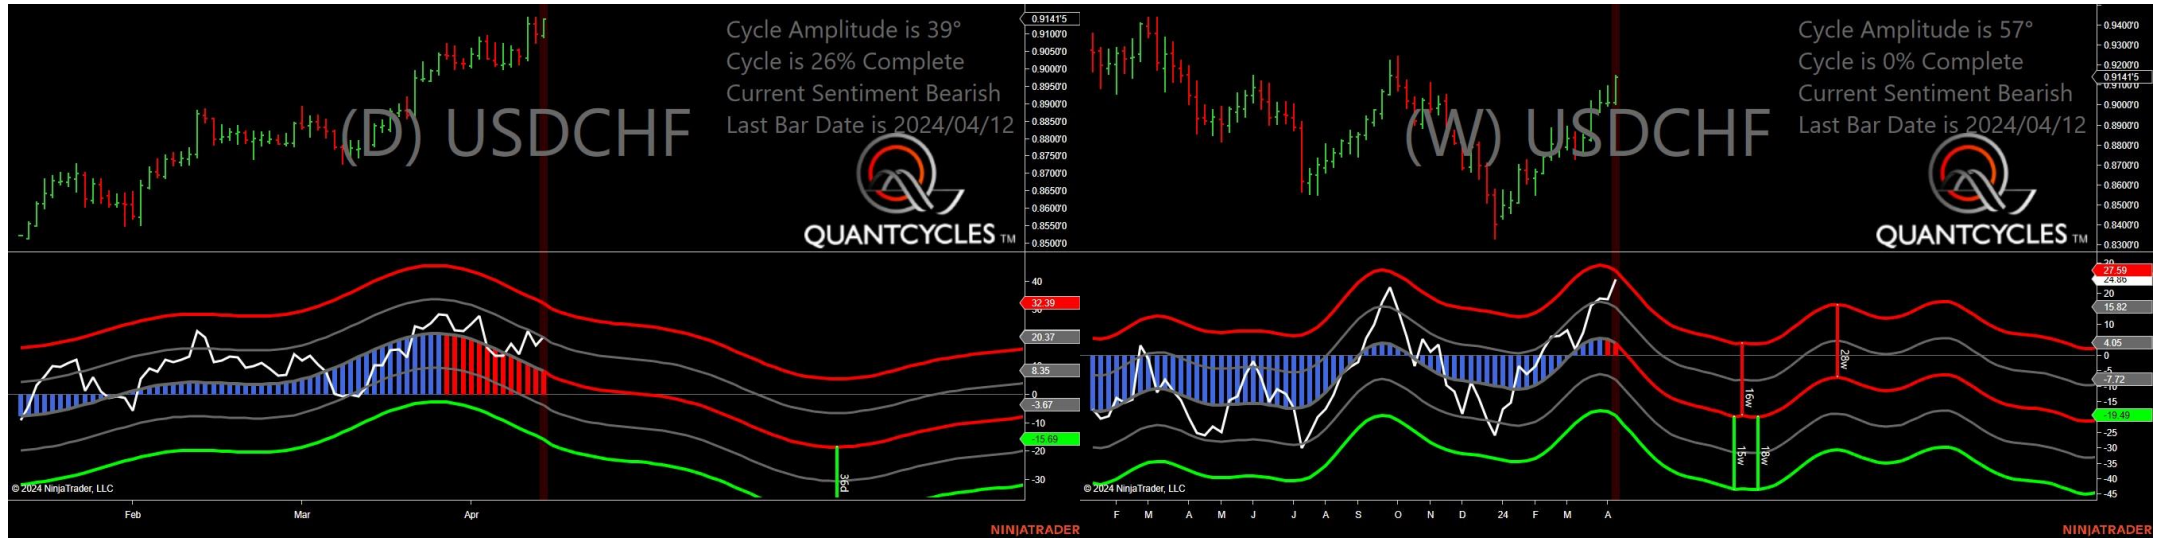 Cycle Amplitude is 39°
Cycle is 26% Complete
Current Sentiment Bearish
Last Bar Date is 2024/04/12
(D) USDCHF
QUANTCYCLES TM
0.9141'5
0.9100'0
0.9050'0
0.9000'0
0.8950'0
0.8900'0
0.8850'0
0.8800'0
0.8750'0
0.8700'0
0.8650'0
0.8600'0
0.8550'0
0.8500'0
40
32.39
30
20.37
10
8.35
0
-3.67
-10
-15.69
-20
-30
36d
© 2024 NinjaTrader, LLC
Feb Mar Apr
NINJATRADER
Cycle Amplitude is 57°
Cycle is 0% Complete
Current Sentiment Bearish
Last Bar Date is 2024/04/12
(W) USDCHF
QUANTCYCLES TM
0.9400'0
0.9300'0
0.9200'0
0.9141'5
0.9100'0
0.9000'0
0.8900'0
0.8800'0
0.8700'0
0.8600'0
0.8500'0
0.8400'0
0.8300'0
27.59
24.86
20
15.82
10
4.05
0
-5
-7.72
-10
-15
-19.49
-25
-30
-35
-40
-45
16w
28w
15w
18w
© 2024 NinjaTrader, LLC
F M A M J J A S O N D 24 F M A
NINJATRADER